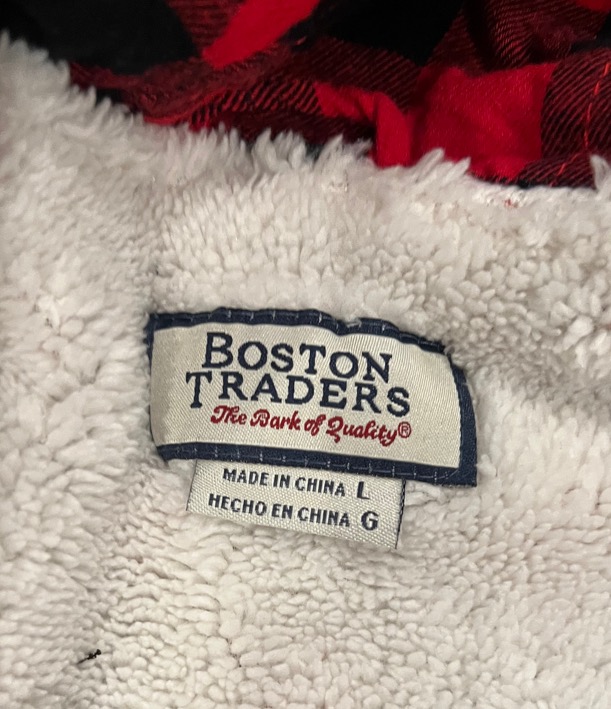 BOSTON
TRADERS
The Bark of Quality®
MADE IN CHINA L
HECHO EN CHINA G